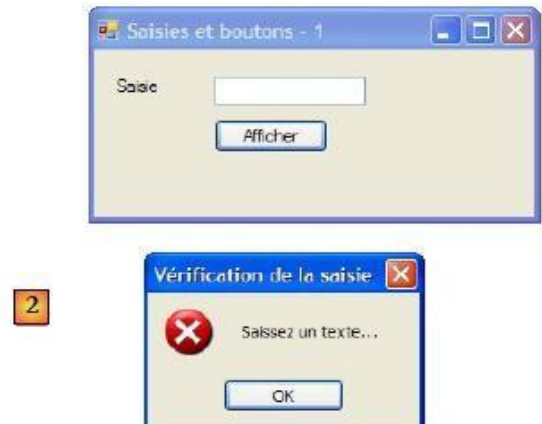 Saisies et boutons - 1
Saisie
Afficher
Vérification de la saisie
2
Saissez un texte...
OK